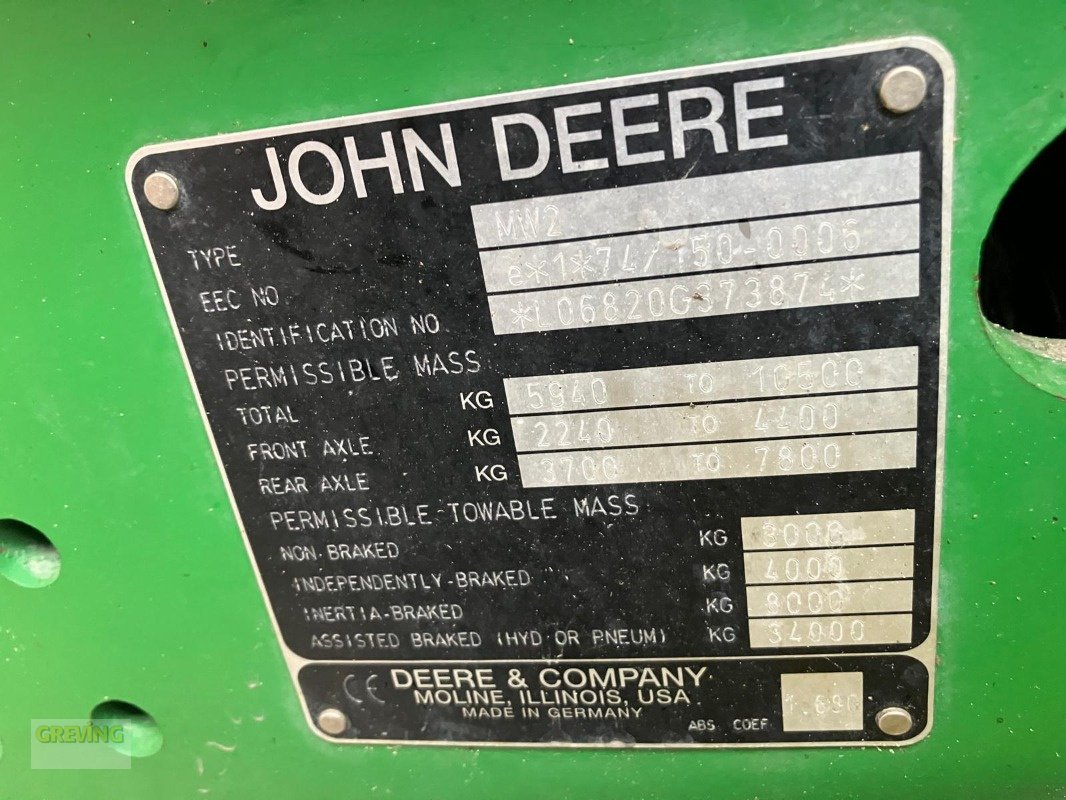 JOHN DEERE
TYPE MW2
EEC NO e*1*74/150-0006
IDENTIFICATION NO *L06820G373874*
PERMISSIBLE MASS
TOTAL KG 5940 TO 10500
FRONT AXLE KG 2240 TO 4400
REAR AXLE KG 3700 TO 7800
PERMISSIBLE TOWABLE MASS
NON BRAKED KG
INDEPENDENTLY-BRAKED KG 4000
INERTIA-BRAKED KG 8000
ASSISTED BRAKED (HYD OR PNEUM) KG 34000
CE DEERE & COMPANY
MOLINE, ILLINOIS, USA
MADE IN GERMANY
ABS COEF
GREVING